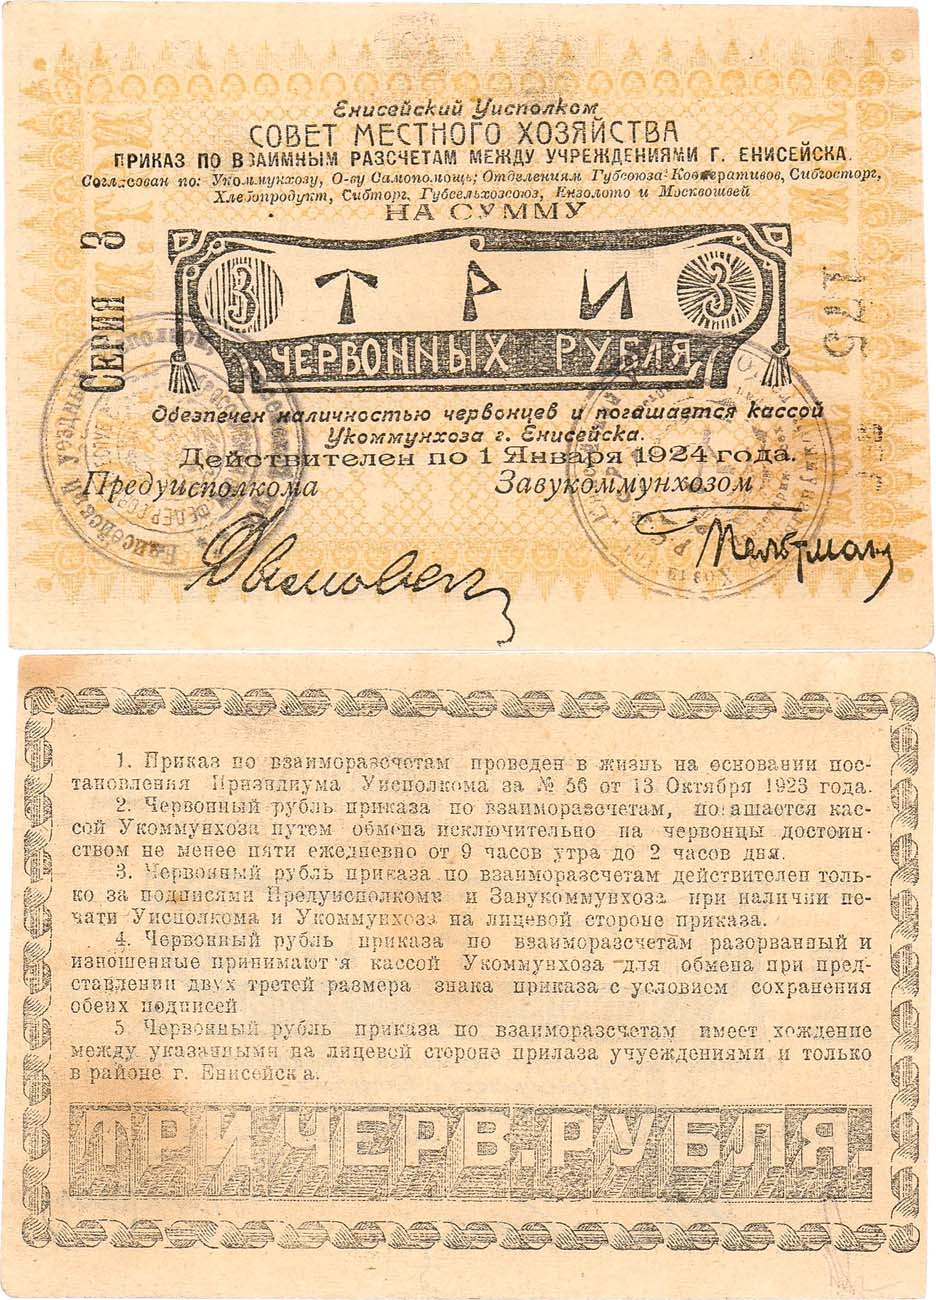 Енисейский Уисполком
СОВЕТ МЕСТНОГО ХОЗЯЙСТВА
ПРИКАЗ ПО ВЗАИМНЫМ РАЗСЧЕТАМ МЕЖДУ УЧРЕЖДЕНИЯМИ Г. ЕНИСЕЙСКА.
Согласован по: Укоммунхозу, О-ву Самопомощь; Отделениям Губсоюза Кооперативов, Сибгосторг,
Хлебопродукт, Сибторг, Губсельхозсоюз, Енголото и Москвошвей
НА СУММУ
СЕРИЯ 3
3 ТРИ 3
ЧЕРВОННЫХ РУБЛЯ
Обезпечен наличностью червонцев и погашается кассой
Укоммунхоза г. Енисейска.
Действителен по 1 Января 1924 года.
Предуисполкома Завукоммунхозом
1. Приказ по взаиморасчетам проведен в жизнь на основании пос-
тановления Призидиума Уисполкома за № 56 от 13 Октября 1923 года.
2. Червонный рубль приказа по взаиморасчетам, погашается кас-
сой Укоммунхоза путем обмена исключительно на червонцы достоин-
ством не менее пяти ежедневно от 9 часов утра до 2 часов дня.
3. Червонный рубль приказа по взаиморасчетам действителен толь-
ко за подписями Предуисполкома и Завукоммунхоза при наличии пе-
чати Уисполкома и Укоммунхоза на лицевой стороне приказа.
4. Червонный рубль приказа по взаиморасчетам разорванный и
изношенные принимаются кассой Укоммунхоза для обмена при пред-
ставлении двух третей размера знака приказа с условием сохранения
обеих подписей
5. Червонный рубль приказа по взаиморасчетам имеет хождение
между указанными на лицевой стороне прилаза учуеждениями и только
в районе г. Енисейска.
ТРИ ЧЕРВ. РУБЛЯ